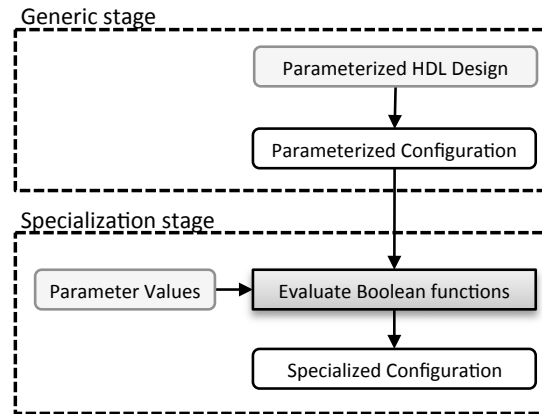 Generic stage
Parameterized HDL Design
Parameterized Configuration
Specialization stage
Parameter Values
Evaluate Boolean functions
Specialized Configuration